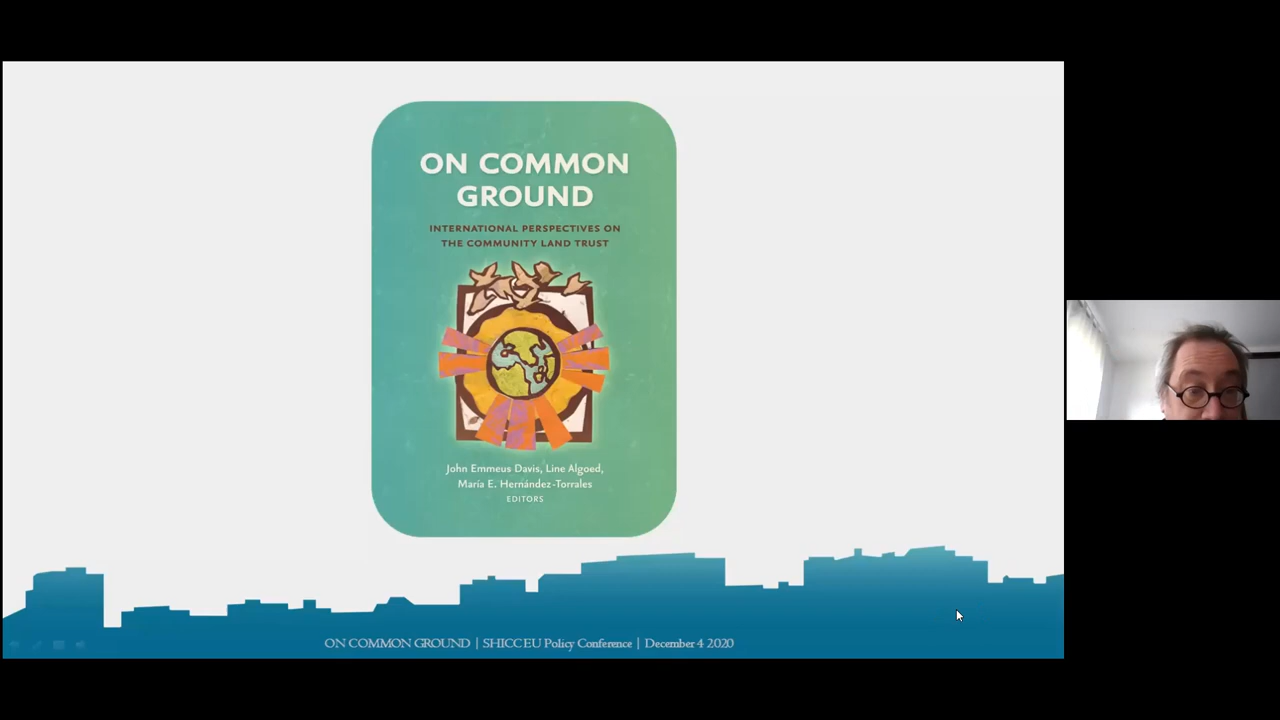 ON COMMON
GROUND
INTERNATIONAL PERSPECTIVES ON
THE COMMUNITY LAND TRUST
John Emmeus Davis, Line Algoed,
María E. Hernández-Torrales
EDITORS
ON COMMON GROUND | SHICC EU Policy Conference | December 4 2020